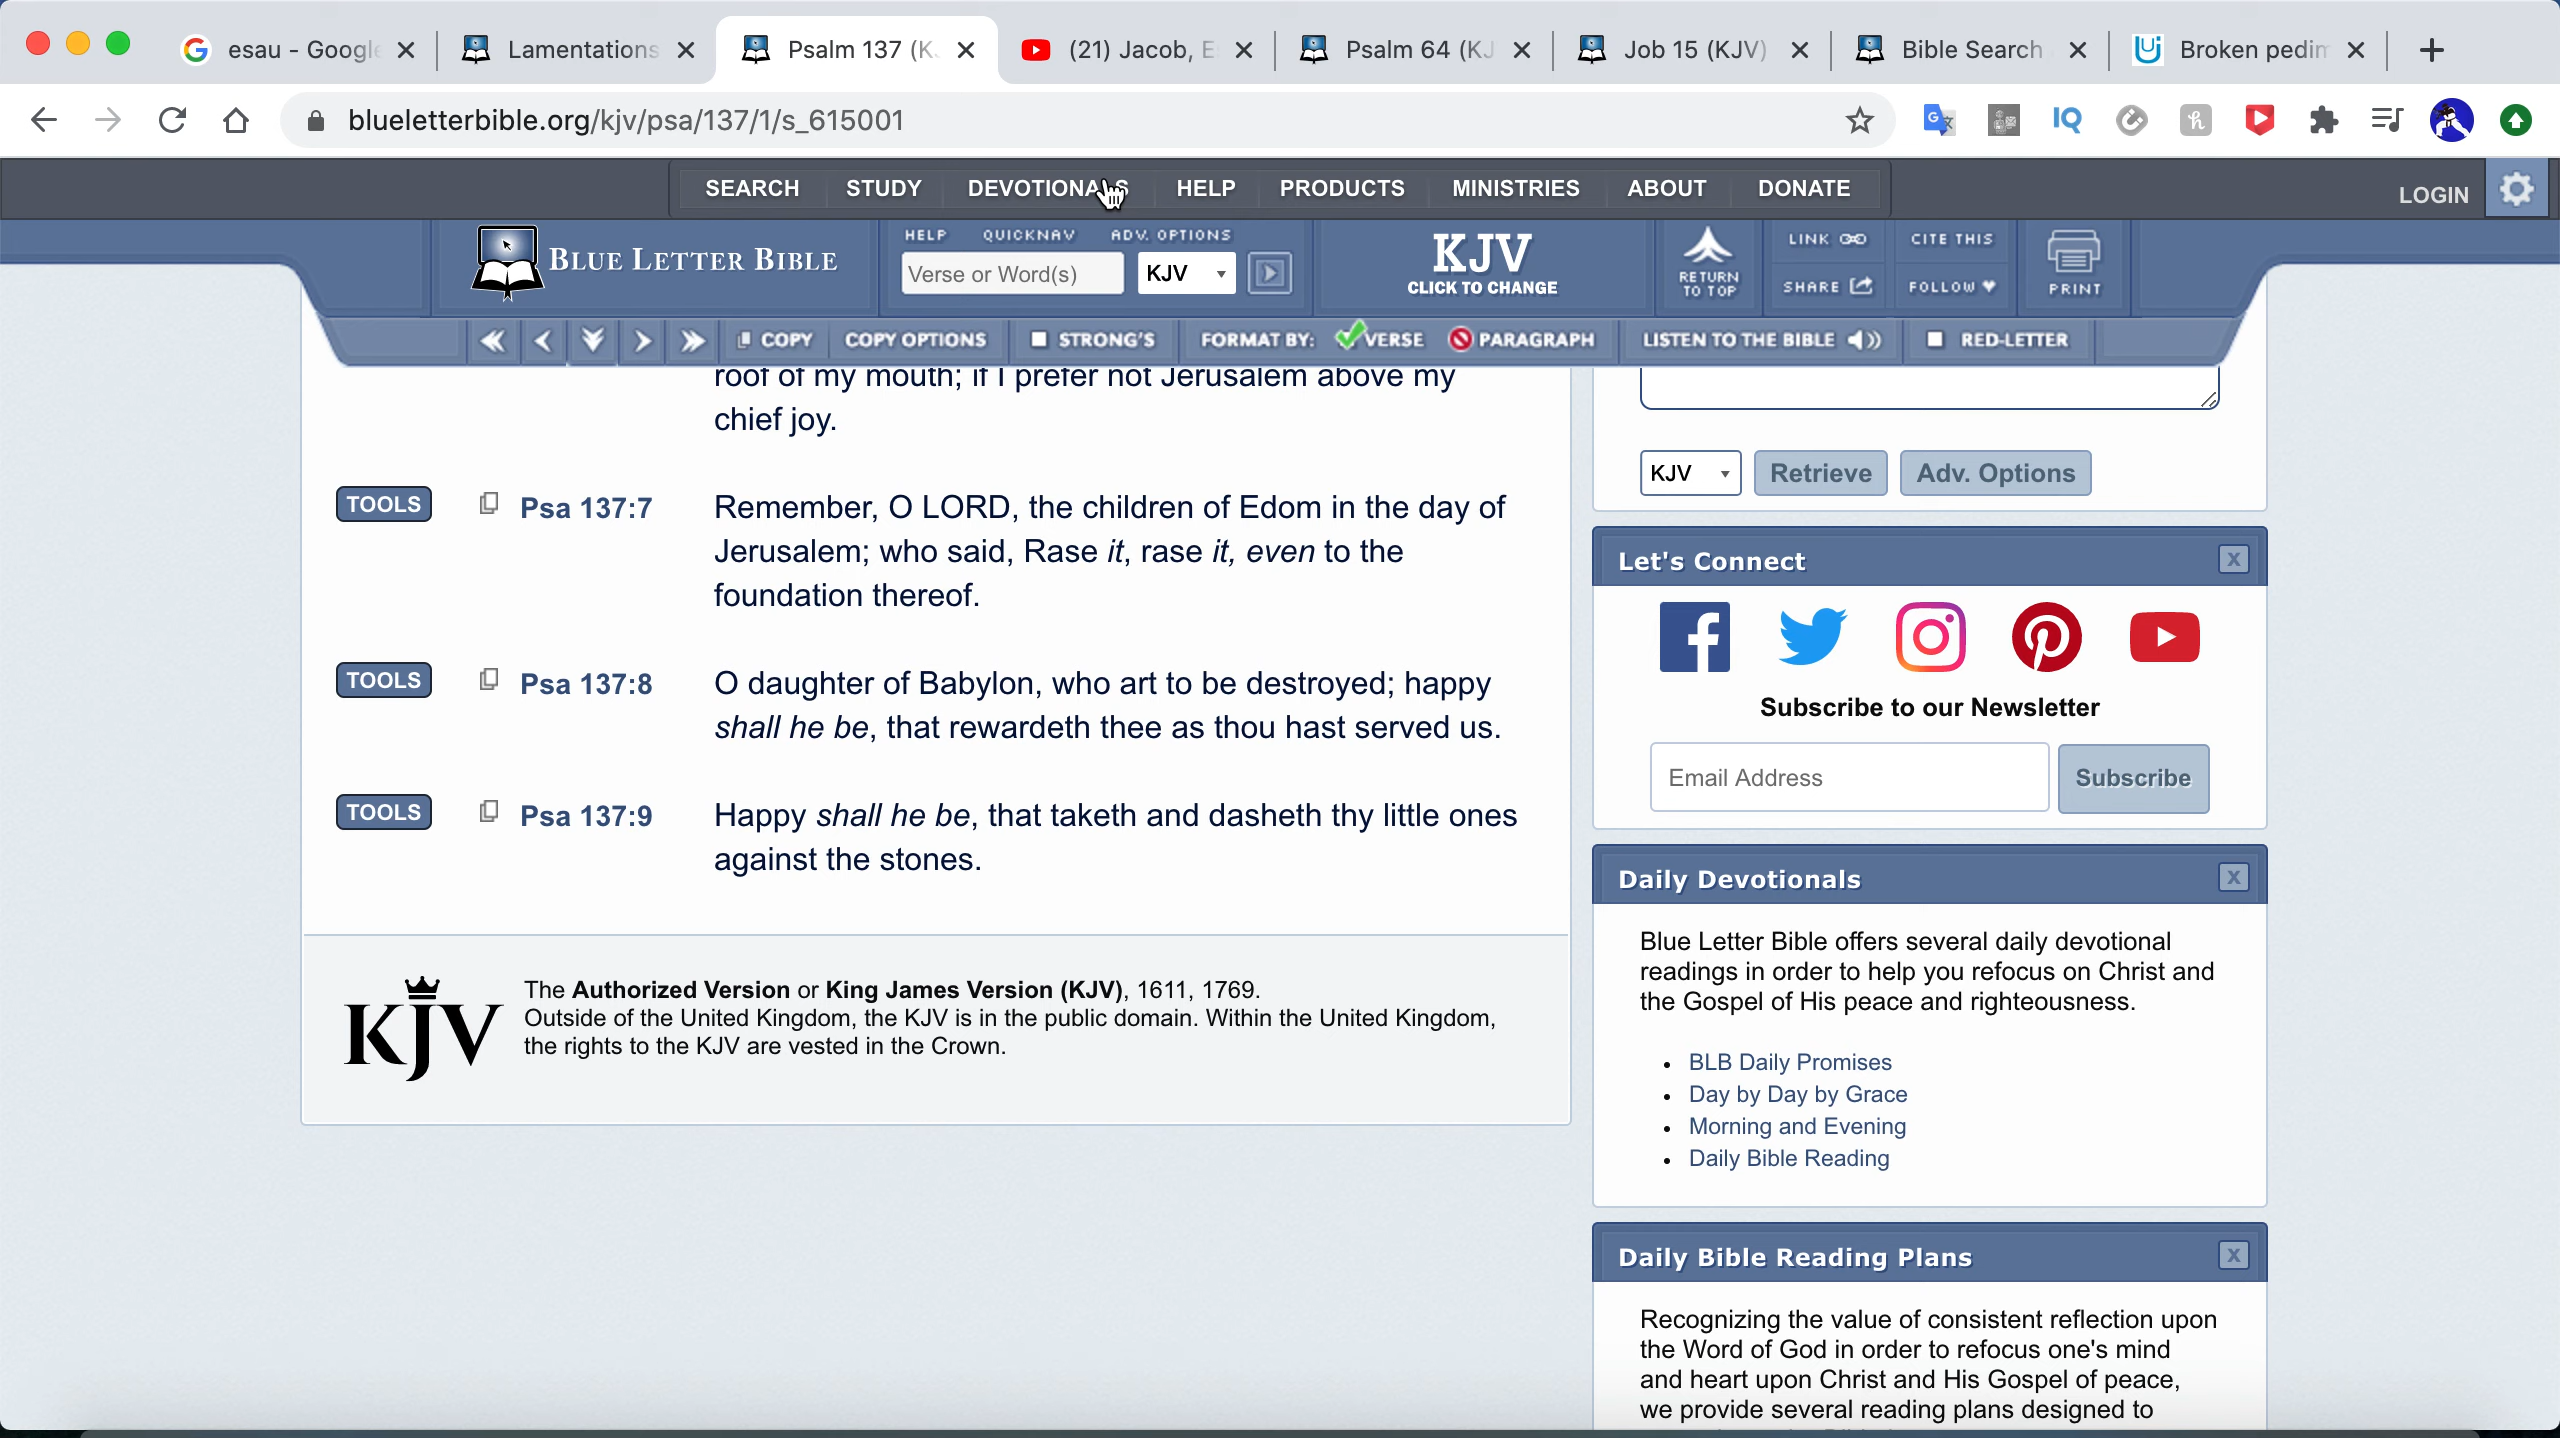 esau - Google
Lamentations
Psalm 137 (K
(21) Jacob, E
Psalm 64 (KJ
Job 15 (KJV)
Bible Search
Broken pedim
blueletterbible.org/kjv/psa/137/1/s_615001
SEARCH STUDY DEVOTIONALS HELP PRODUCTS MINISTRIES ABOUT DONATE
LOGIN
BLUE LETTER BIBLE
HELP QUICKNAV ADV. OPTIONS
Verse or Word(s) KJV
KJV
CLICK TO CHANGE
RETURN
TO TOP
LINK CITE THIS
SHARE FOLLOW
PRINT
COPY COPY OPTIONS STRONG'S FORMAT BY: VERSE PARAGRAPH LISTEN TO THE BIBLE RED-LETTER
roof of my mouth; if I prefer not Jerusalem above my
chief joy.
TOOLS Psa 137:7 Remember, O LORD, the children of Edom in the day of
Jerusalem; who said, Rase it, rase it, even to the
foundation thereof.
TOOLS Psa 137:8 O daughter of Babylon, who art to be destroyed; happy
shall he be, that rewardeth thee as thou hast served us.
TOOLS Psa 137:9 Happy shall he be, that taketh and dasheth thy little ones
against the stones.
KJV
The Authorized Version or King James Version (KJV), 1611, 1769.
Outside of the United Kingdom, the KJV is in the public domain. Within the United Kingdom,
the rights to the KJV are vested in the Crown.
KJV Retrieve Adv. Options
Let's Connect
Subscribe to our Newsletter
Email Address Subscribe
Daily Devotionals
Blue Letter Bible offers several daily devotional
readings in order to help you refocus on Christ and
the Gospel of His peace and righteousness.
• BLB Daily Promises
• Day by Day by Grace
• Morning and Evening
• Daily Bible Reading
Daily Bible Reading Plans
Recognizing the value of consistent reflection upon
the Word of God in order to refocus one's mind
and heart upon Christ and His Gospel of peace,
we provide several reading plans designed to